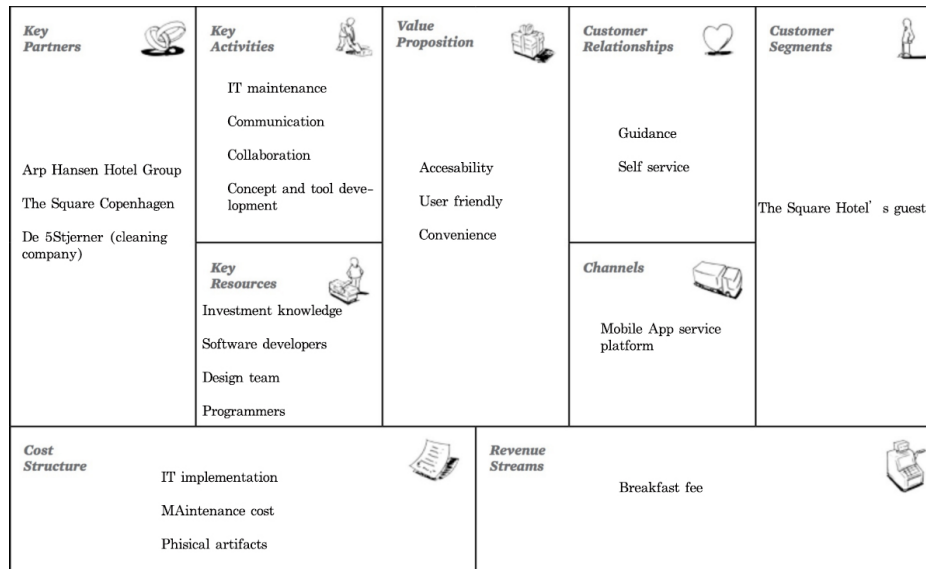 Key
Partners
Arp Hansen Hotel Group
The Square Copenhagen
De 5Stjerner (cleaning
company)
Key
Activities
IT maintenance
Communication
Collaboration
Concept and tool deve-
lopment
Key
Resources
Investment knowledge
Software developers
Design team
Programmers
Value
Proposition
Accesability
User friendly
Convenience
Customer
Relationships
Guidance
Self service
Channels
Mobile App service
platform
Customer
Segments
The Square Hotel's guest
Cost
Structure
IT implementation
MAintenance cost
Phisical artifacts
Revenue
Streams
Breakfast fee